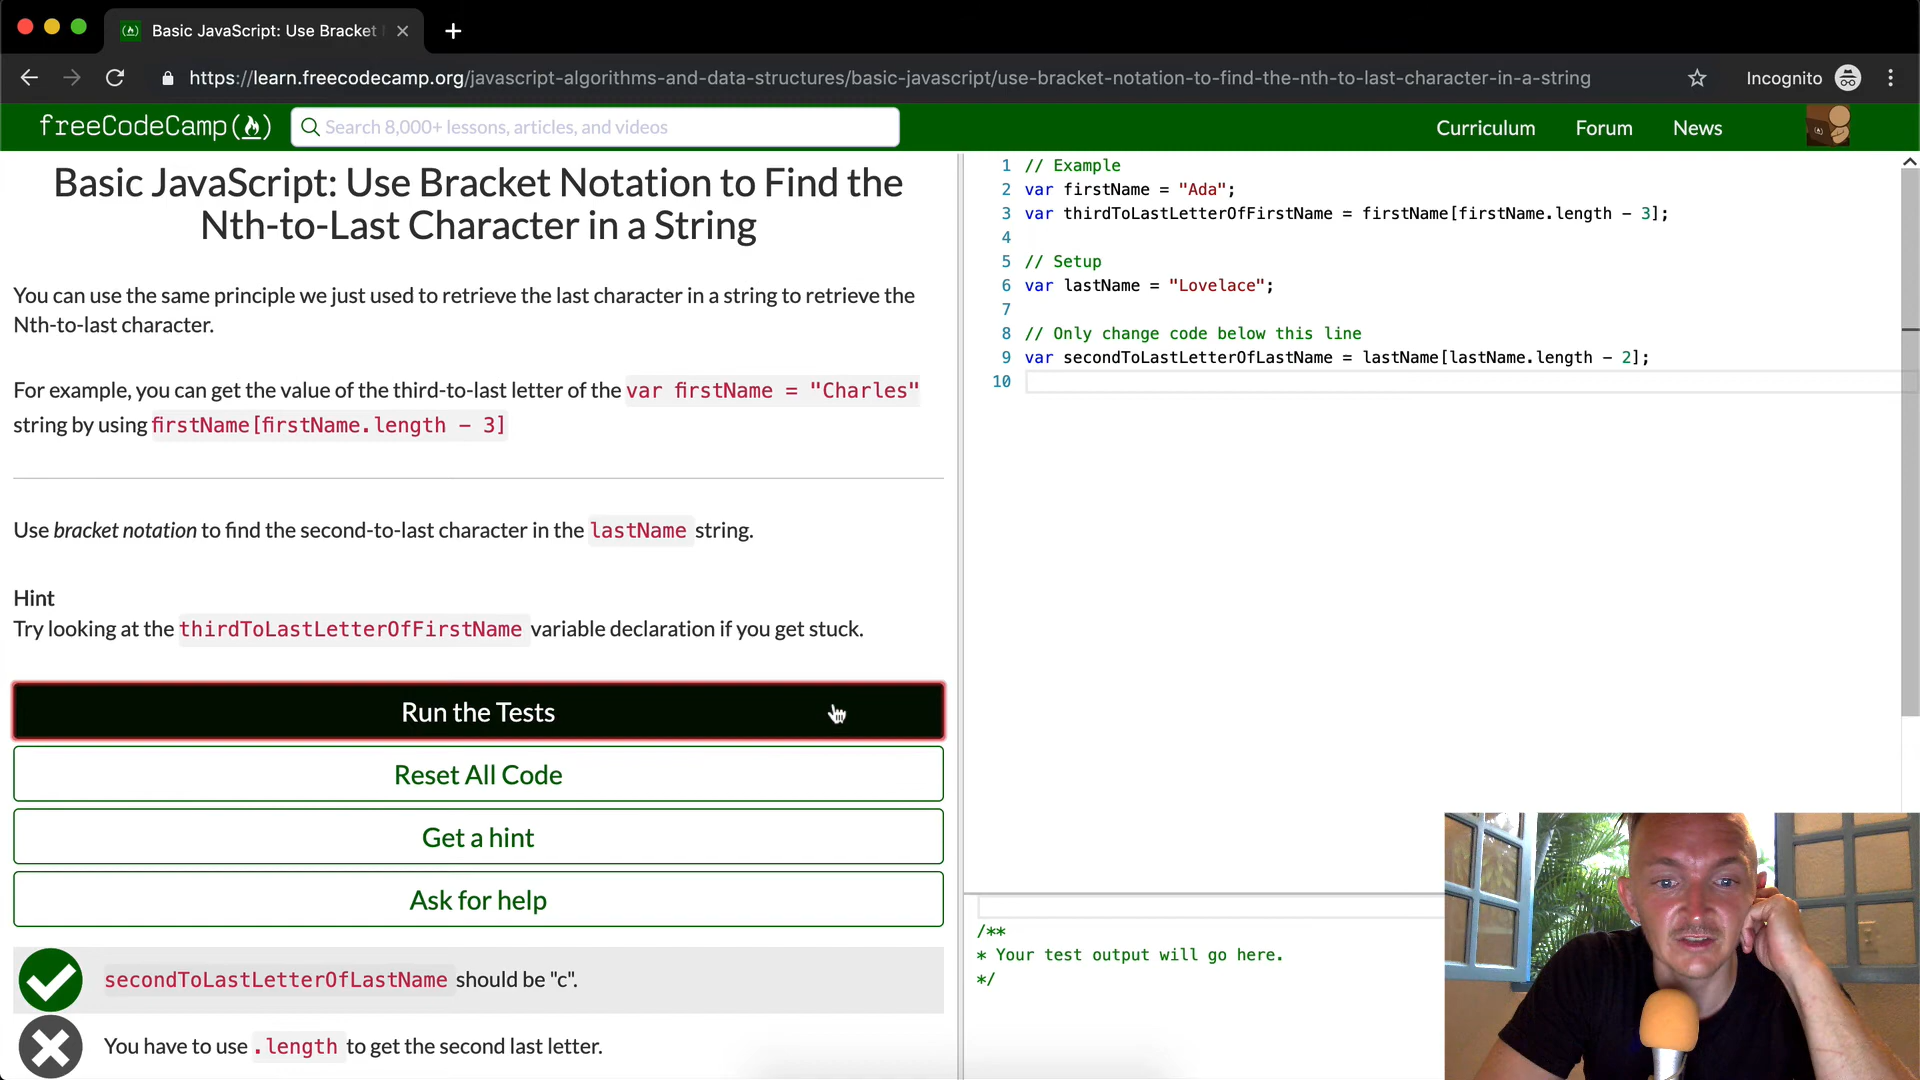 Basic JavaScript: Use Bracket
https://learn.freecodecamp.org/javascript-algorithms-and-data-structures/basic-javascript/use-bracket-notation-to-find-the-nth-to-last-character-in-a-string
Incognito
freeCodeCamp
Search 8,000+ lessons, articles, and videos
Curriculum
Forum
News
Basic JavaScript: Use Bracket Notation to Find the
Nth-to-Last Character in a String
You can use the same principle we just used to retrieve the last character in a string to retrieve the
Nth-to-last character.
For example, you can get the value of the third-to-last letter of the var firstName = "Charles"
string by using firstName[firstName.length - 3]
Use bracket notation to find the second-to-last character in the lastName string.
Hint
Try looking at the thirdToLastLetterOfFirstName variable declaration if you get stuck.
Run the Tests
Reset All Code
Get a hint
Ask for help
secondToLastLetterOfLastName should be "c".
You have to use .length to get the second last letter.
1 // Example
2 var firstName = "Ada";
3 var thirdToLastLetterOfFirstName = firstName[firstName.length - 3];
4
5 // Setup
6 var lastName = "Lovelace";
7
8 // Only change code below this line
9 var secondToLastLetterOfLastName = lastName[lastName.length - 2];
10
/**
* Your test output will go here.
*/